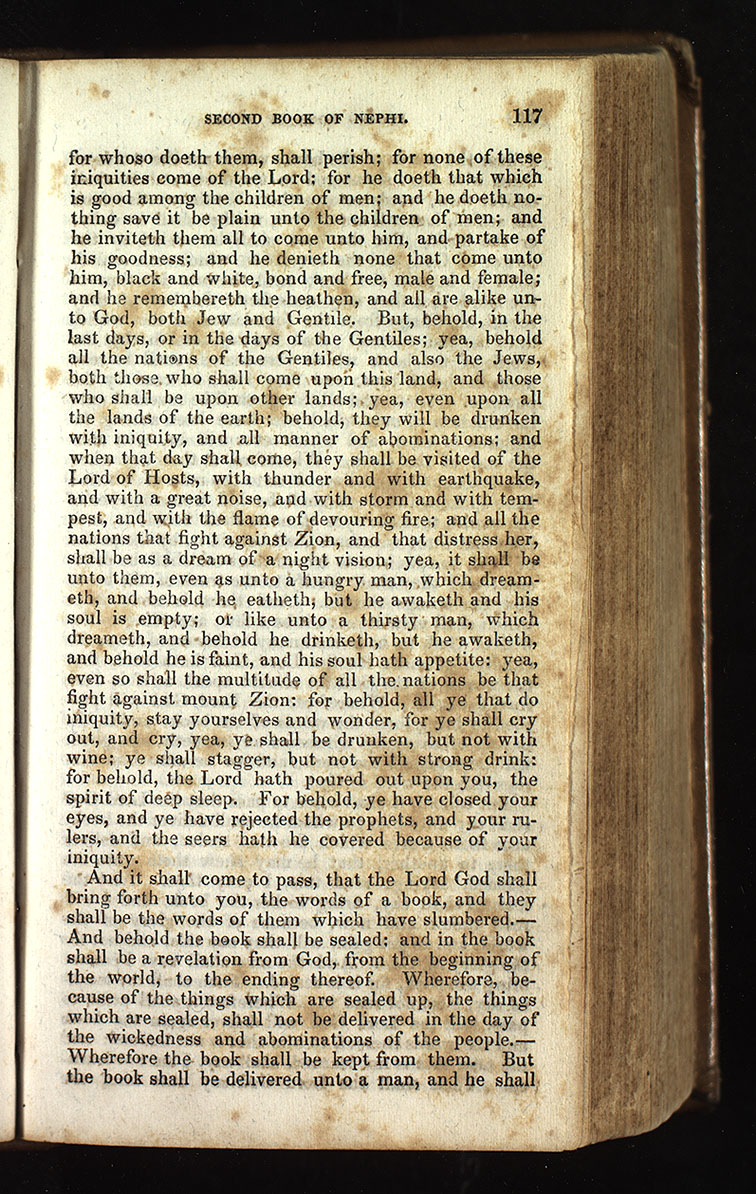 SECOND BOOK OF NEPHI. 117
for whoso doeth them, shall perish; for none of these
iniquities come of the Lord; for he doeth that which
is good among the children of men; and he doeth no-
thing save it be plain unto the children of men; and
he inviteth them all to come unto him, and partake of
his goodness; and he denieth none that come unto
him, black and white, bond and free, male and female;
and he remembereth the heathen, and all are alike un-
to God, both Jew and Gentile. But, behold, in the
last days, or in the days of the Gentiles; yea, behold
all the nations of the Gentiles, and also the Jews,
both those who shall come upon this land, and those
who shall be upon other lands; yea, even upon all
the lands of the earth; behold, they will be drunken
with iniquity, and all manner of abominations; and
when that day shall come, they shall be visited of the
Lord of Hosts, with thunder and with earthquake,
and with a great noise, and with storm and with tem-
pest, and with the flame of devouring fire; and all the
nations that fight against Zion, and that distress her,
shall be as a dream of a night vision; yea, it shall be
unto them, even as unto a hungry man, which dream-
eth, and behold he eatheth, but he awaketh and his
soul is empty; or like unto a thirsty man, which
dreameth, and behold he drinketh, but he awaketh,
and behold he is faint, and his soul hath appetite: yea,
even so shall the multitude of all the nations be that
fight against mount Zion: for behold, all ye that do
iniquity, stay yourselves and wonder, for ye shall cry
out, and cry, yea, ye shall be drunken, but not with
wine; ye shall stagger, but not with strong drink:
for behold, the Lord hath poured out upon you, the
spirit of deep sleep. For behold, ye have closed your
eyes, and ye have rejected the prophets, and your ru-
lers, and the seers hath he covered because of your
iniquity.
And it shall come to pass, that the Lord God shall
bring forth unto you, the words of a book, and they
shall be the words of them which have slumbered.—
And behold the book shall be sealed: and in the book
shall be a revelation from God, from the beginning of
the world, to the ending thereof. Wherefore, be-
cause of the things which are sealed up, the things
which are sealed, shall not be delivered in the day of
the wickedness and abominations of the people.—
Wherefore the book shall be kept from them. But
the book shall be delivered unto a man, and he shall